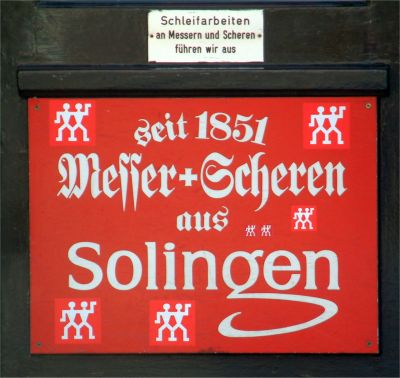 Schleifarbeiten
an Messern und Scheren
führen wir aus
seit 1851
Messer+Scheren
aus
Solingen